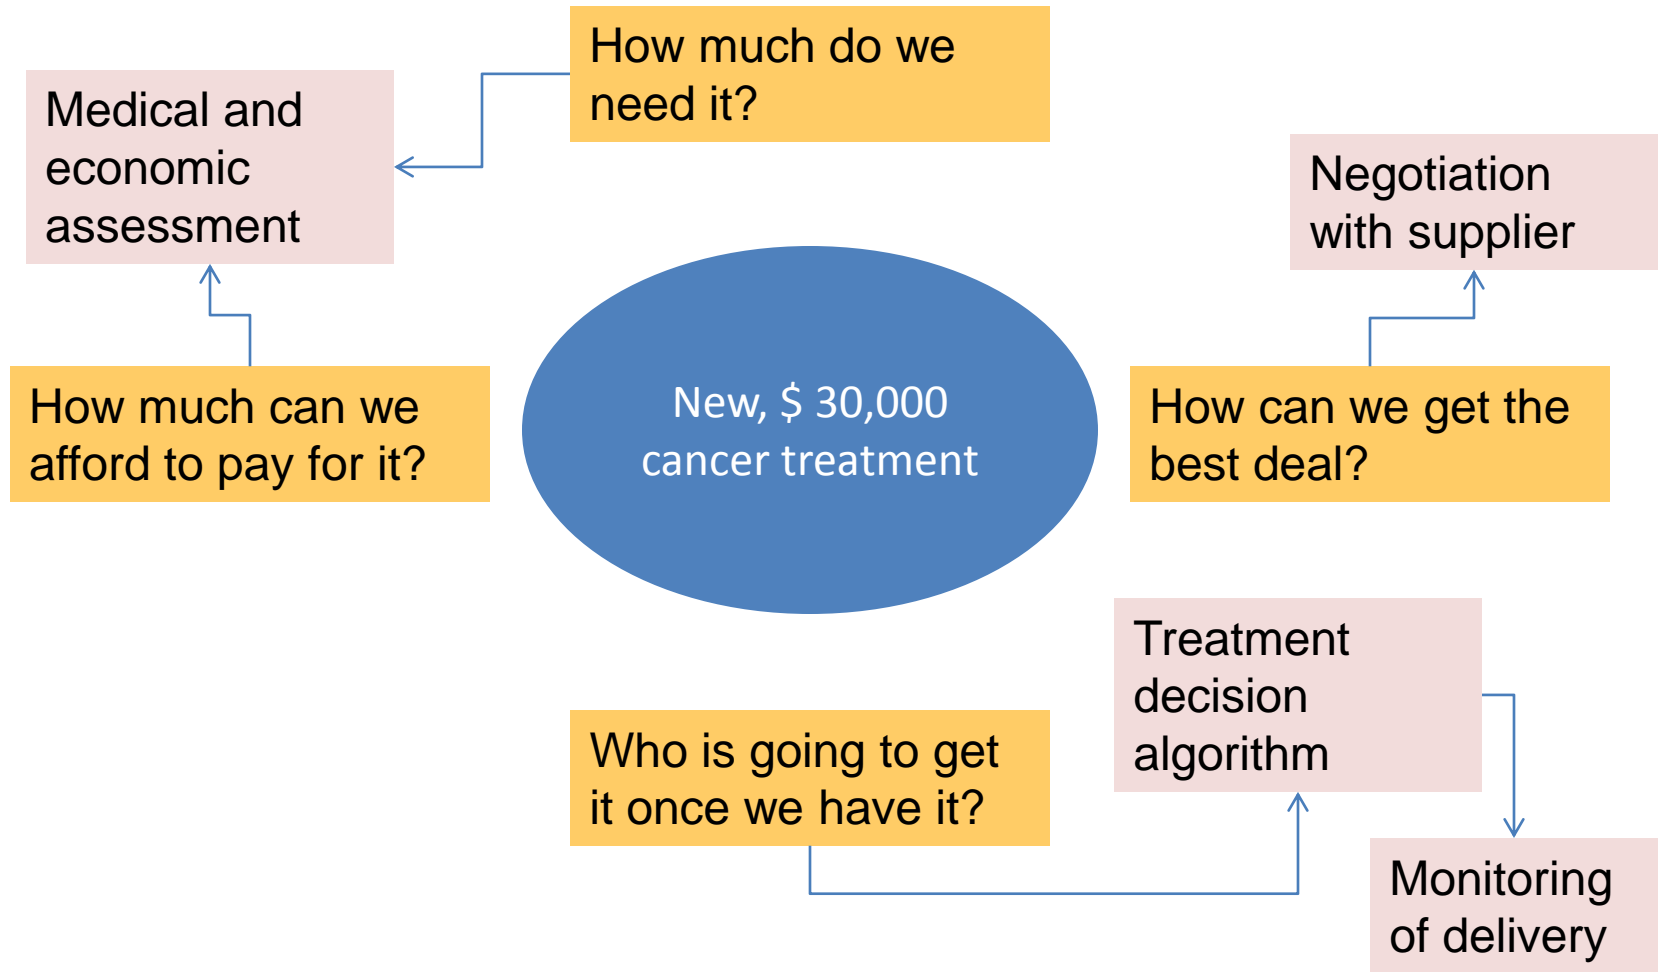 How much do we
need it?
Medical and
economic
assessment
Negotiation
with supplier
How much can we
afford to pay for it?
New, $ 30,000
cancer treatment
How can we get the
best deal?
Treatment
decision
algorithm
Who is going to get
it once we have it?
Monitoring
of delivery